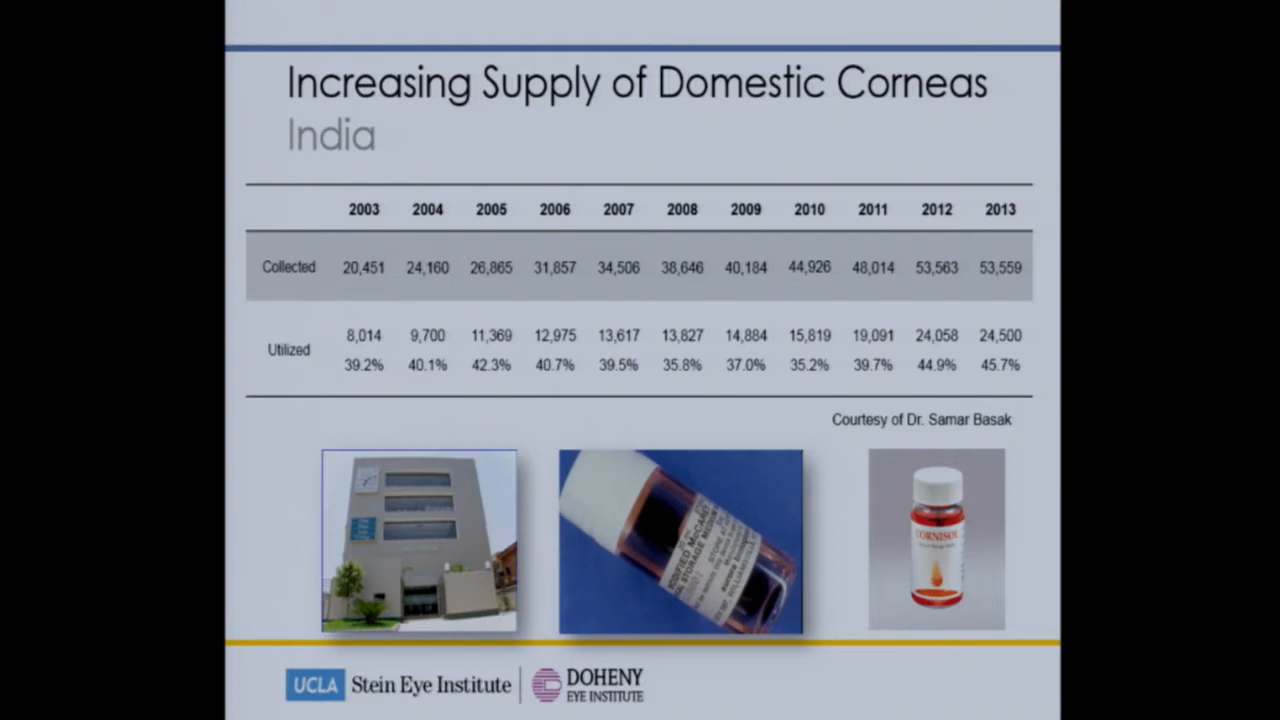 Increasing Supply of Domestic Corneas
India
2003 2004 2005 2006 2007 2008 2009 2010 2011 2012 2013
Collected 20,451 24,160 26,865 31,857 34,506 38,646 40,184 44,926 48,014 53,563 53,559
Utilized 8,014 9,700 11,369 12,975 13,617 13,827 14,884 15,819 19,091 24,058 24,500
39.2% 40.1% 42.3% 40.7% 39.5% 35.8% 37.0% 35.2% 39.7% 44.9% 45.7%
Courtesy of Dr. Samar Basak
McCAREY
STORAGE MEDIUM
CORNISOL
UCLA Stein Eye Institute
DOHENY
EYE INSTITUTE